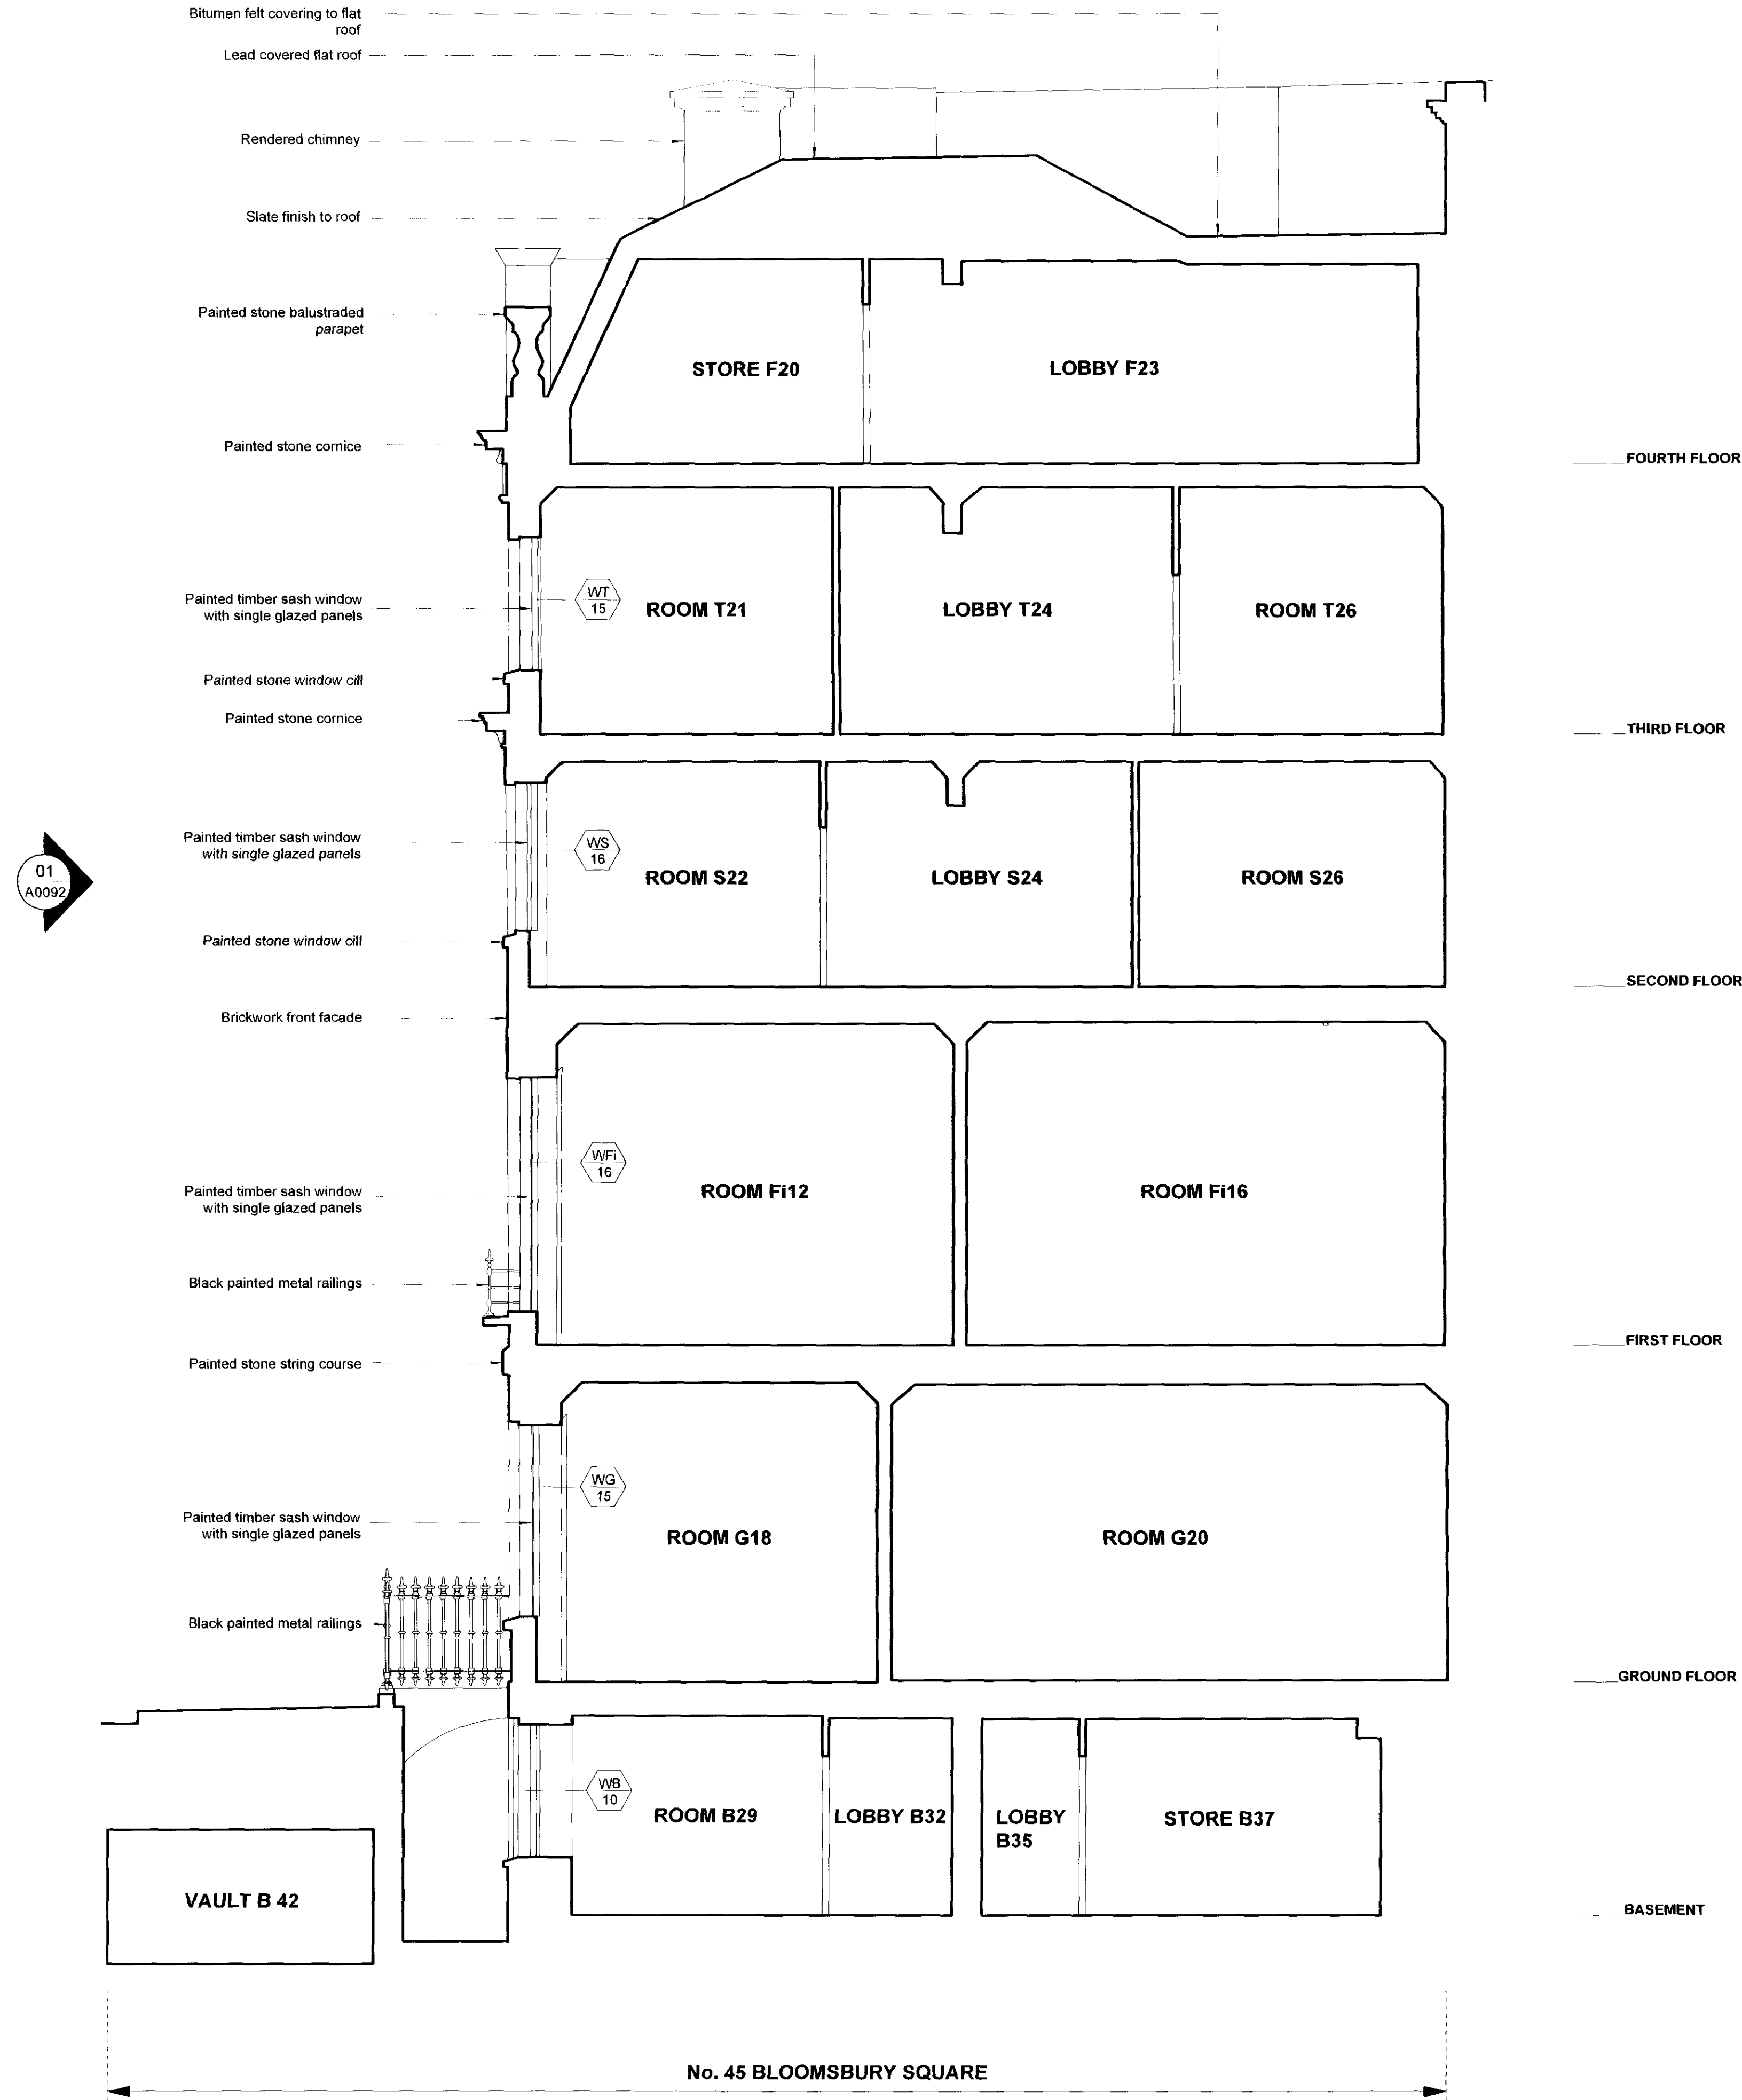 Bitumen felt covering to flat
roof
Lead covered flat roof
Rendered chimney
Slate finish to roof
Painted stone balustraded
parapet
STORE F20
LOBBY F23
Painted stone cornice
FOURTH FLOOR
Painted timber sash window
with single glazed panels
WT
15
ROOM T21
LOBBY T24
ROOM T26
Painted stone window cill
Painted stone cornice
THIRD FLOOR
Painted timber sash window
with single glazed panels
WS
16
01
A0092
ROOM S22
LOBBY S24
ROOM S26
Painted stone window cill
SECOND FLOOR
Brickwork front facade
WFi
16
Painted timber sash window
with single glazed panels
ROOM Fi12
ROOM Fi16
Black painted metal railings
FIRST FLOOR
Painted stone string course
WG
15
Painted timber sash window
with single glazed panels
ROOM G18
ROOM G20
Black painted metal railings
GROUND FLOOR
WB
10
ROOM B29
LOBBY B32
LOBBY
B35
STORE B37
VAULT B 42
BASEMENT
No. 45 BLOOMSBURY SQUARE